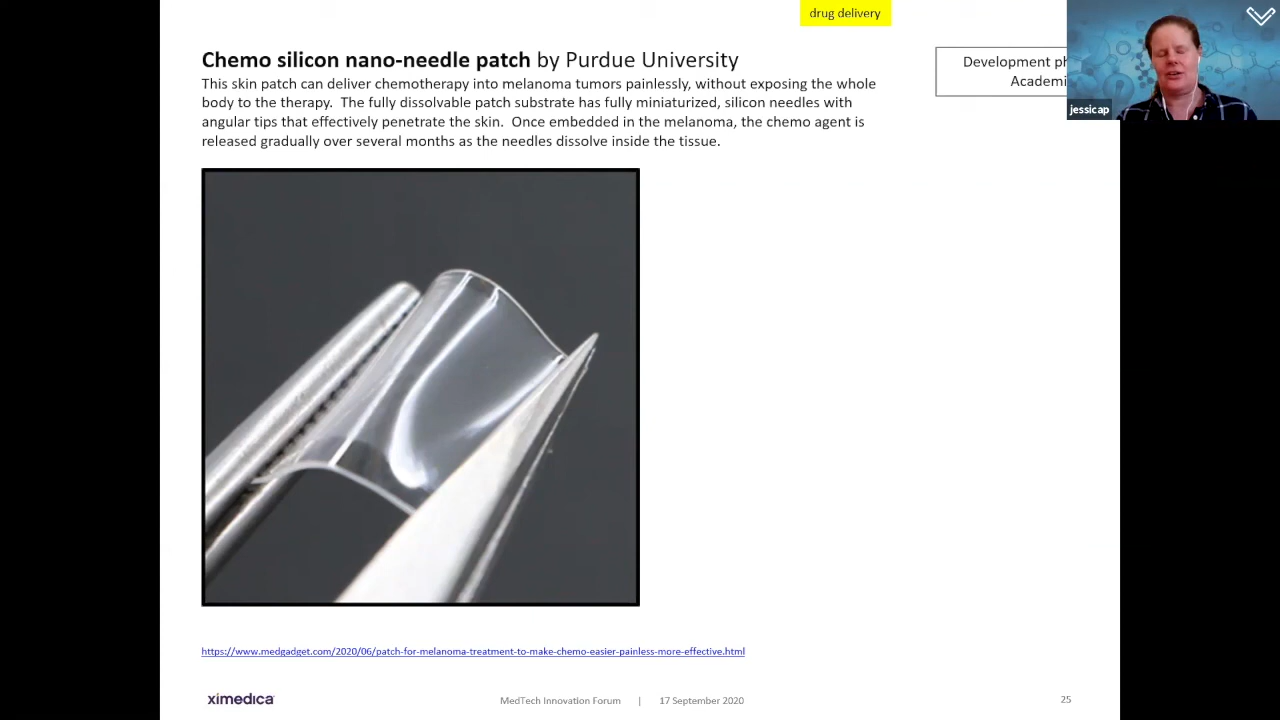 drug delivery
Chemo silicon nano-needle patch by Purdue University
This skin patch can deliver chemotherapy into melanoma tumors painlessly, without exposing the whole
body to the therapy. The fully dissolvable patch substrate has fully miniaturized, silicon needles with
angular tips that effectively penetrate the skin. Once embedded in the melanoma, the chemo agent is
released gradually over several months as the needles dissolve inside the tissue.
Development ph
Academi
jessicap
https://www.medgadget.com/2020/06/patch-for-melanoma-treatment-to-make-chemo-easier-painless-more-effective.html
ximedica
MedTech Innovation Forum | 17 September 2020
25